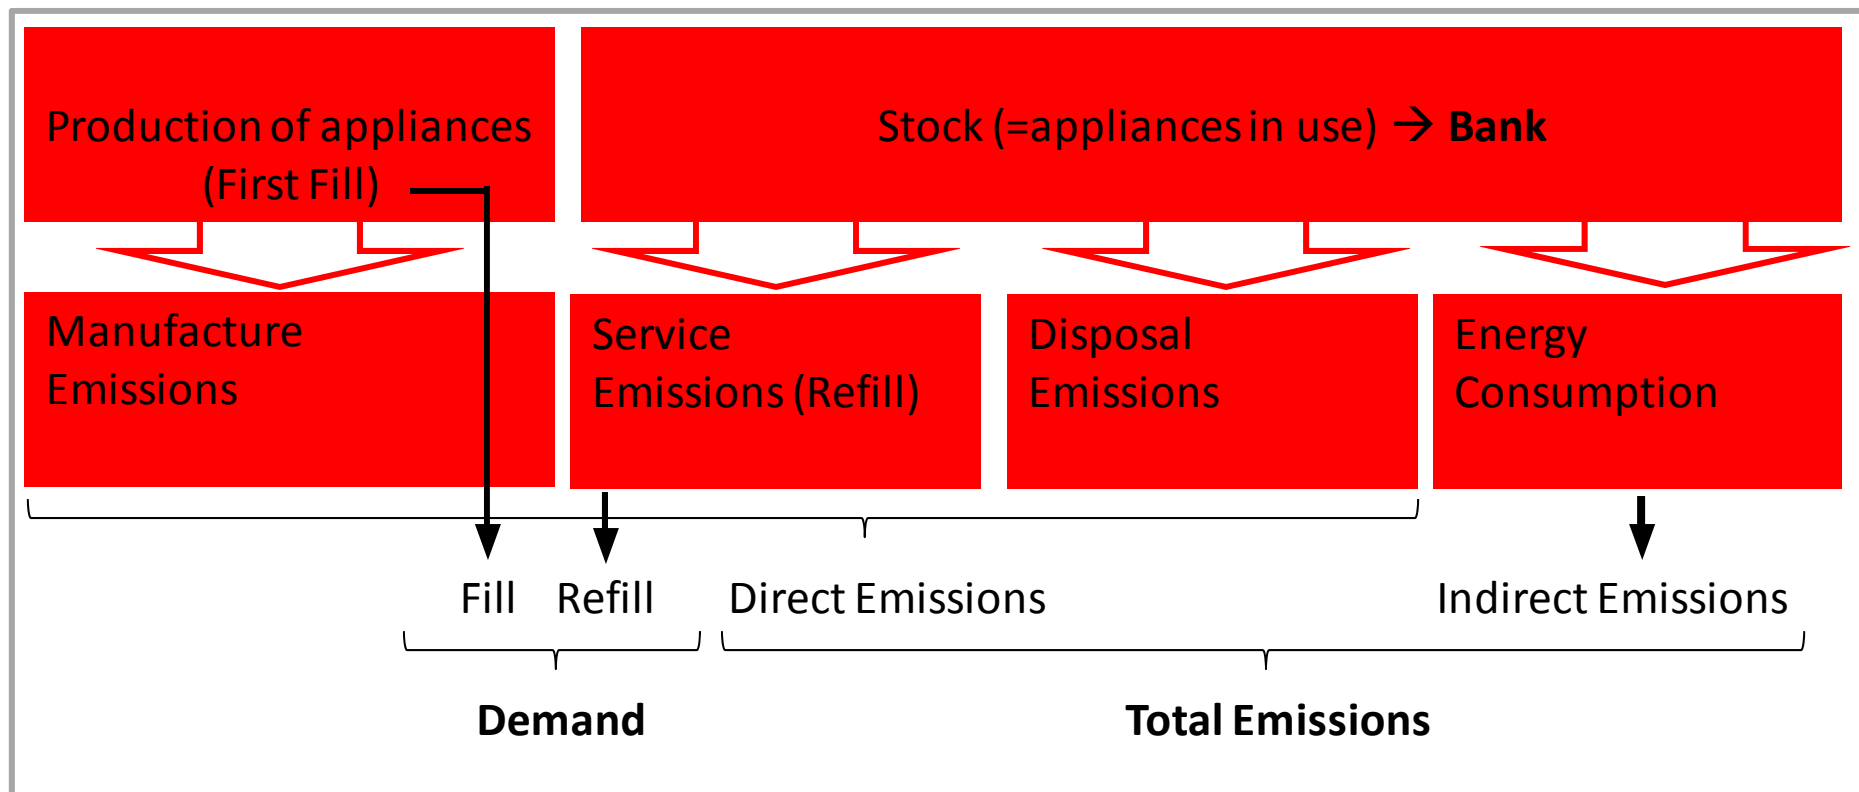 Production of appliances
(First Fill)
Stock (=appliances in use) → Bank
Manufacture
Emissions
Service
Emissions (Refill)
Disposal
Emissions
Energy
Consumption
Fill
Refill
Direct Emissions
Indirect Emissions
Demand
Total Emissions